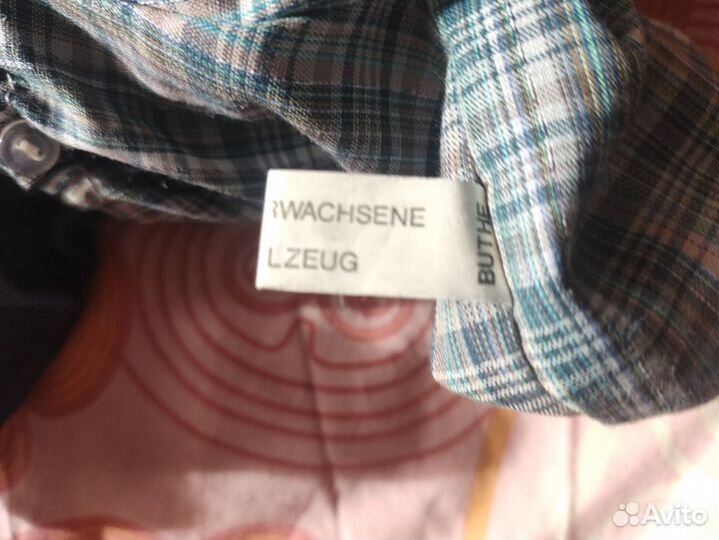 RWACHSENE
LZEUG
BUTHE
Avito